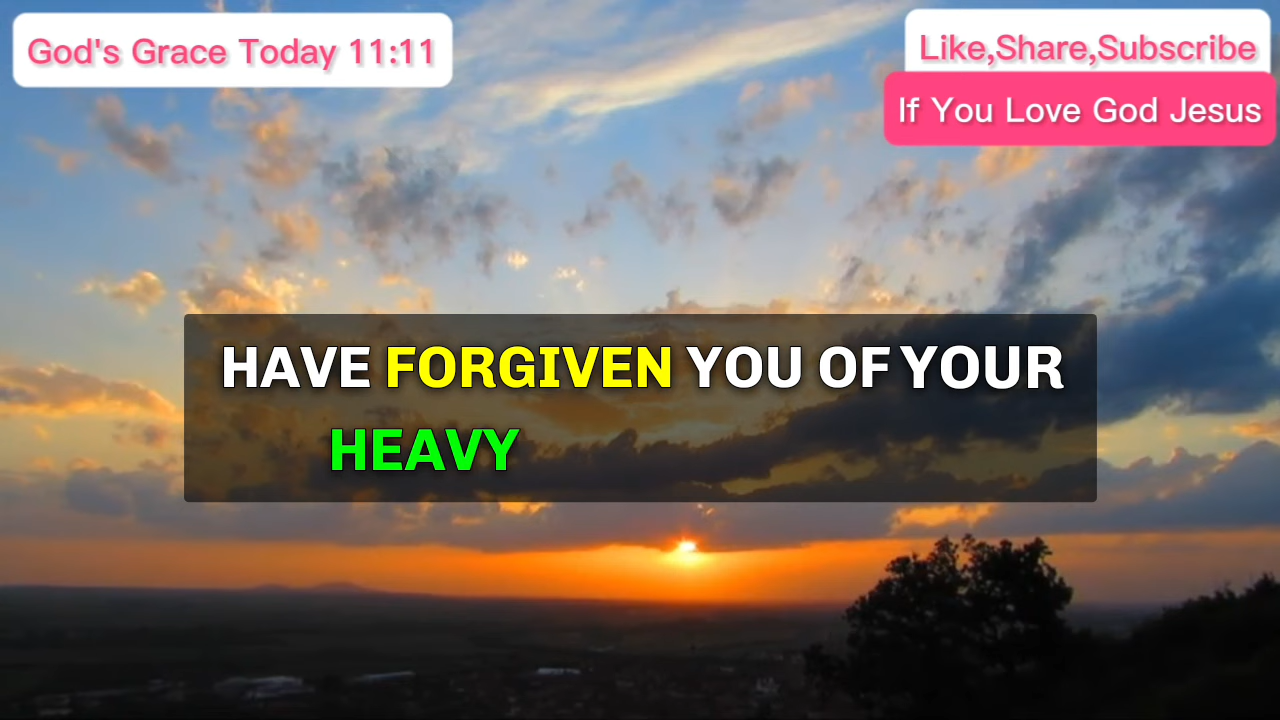 God's Grace Today 11:11
Like,Share,Subscribe
If You Love God Jesus
HAVE FORGIVEN YOU OF YOUR
HEAVY